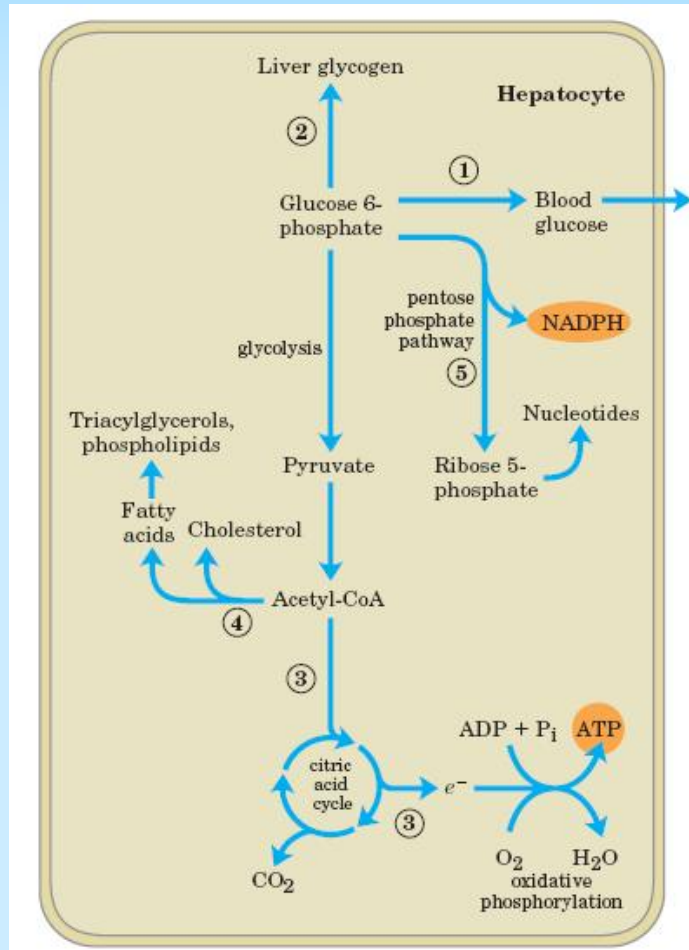 Liver glycogen
Hepatocyte
②
①
Glucose 6-
phosphate
Blood
glucose
pentose
phosphate
pathway
NADPH
glycolysis
⑤
Triacylglycerols,
phospholipids
Nucleotides
Pyruvate
Ribose 5-
phosphate
Fatty
acids
Cholesterol
Acetyl-CoA
④
③
ADP + Pi
ATP
citric
acid
cycle
e−
③
CO2
O2
H2O
oxidative
phosphorylation